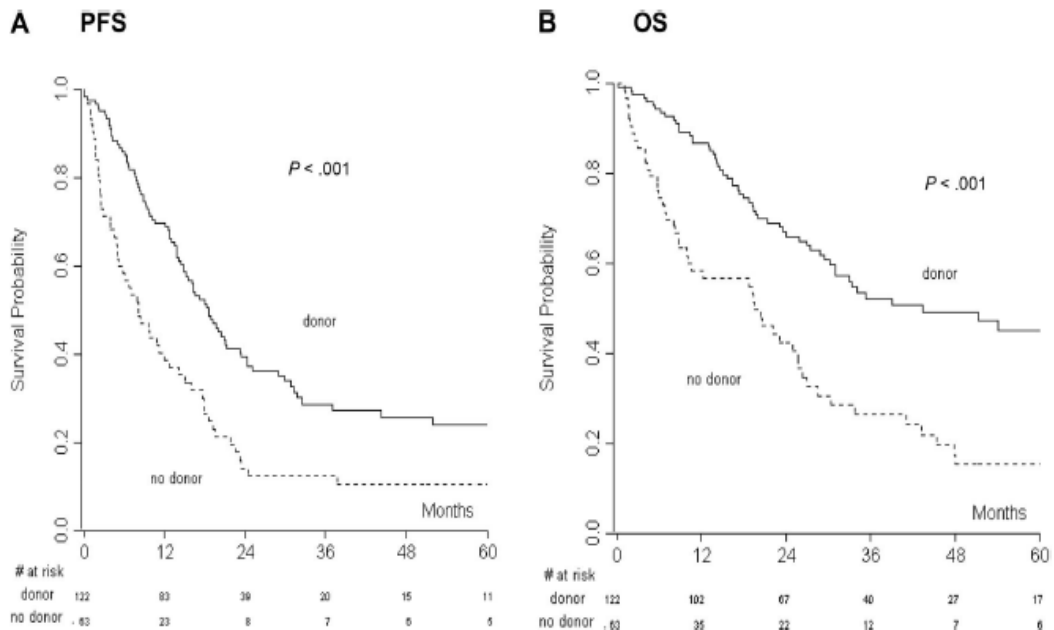 A PFS
Survival Probability
1.0
0.8
0.6
0.4
0.2
0.0
P < .001
donor
no donor
Months
0 12 24 36 48 60
# at risk
donor 122 83 39 20 15 11
no donor 63 23 8 7 6 5
B OS
Survival Probability
1.0
0.8
0.6
0.4
0.2
0.0
P < .001
donor
no donor
Months
0 12 24 36 48 60
# at risk
donor 122 102 67 40 27 17
no donor 63 35 22 12 7 6